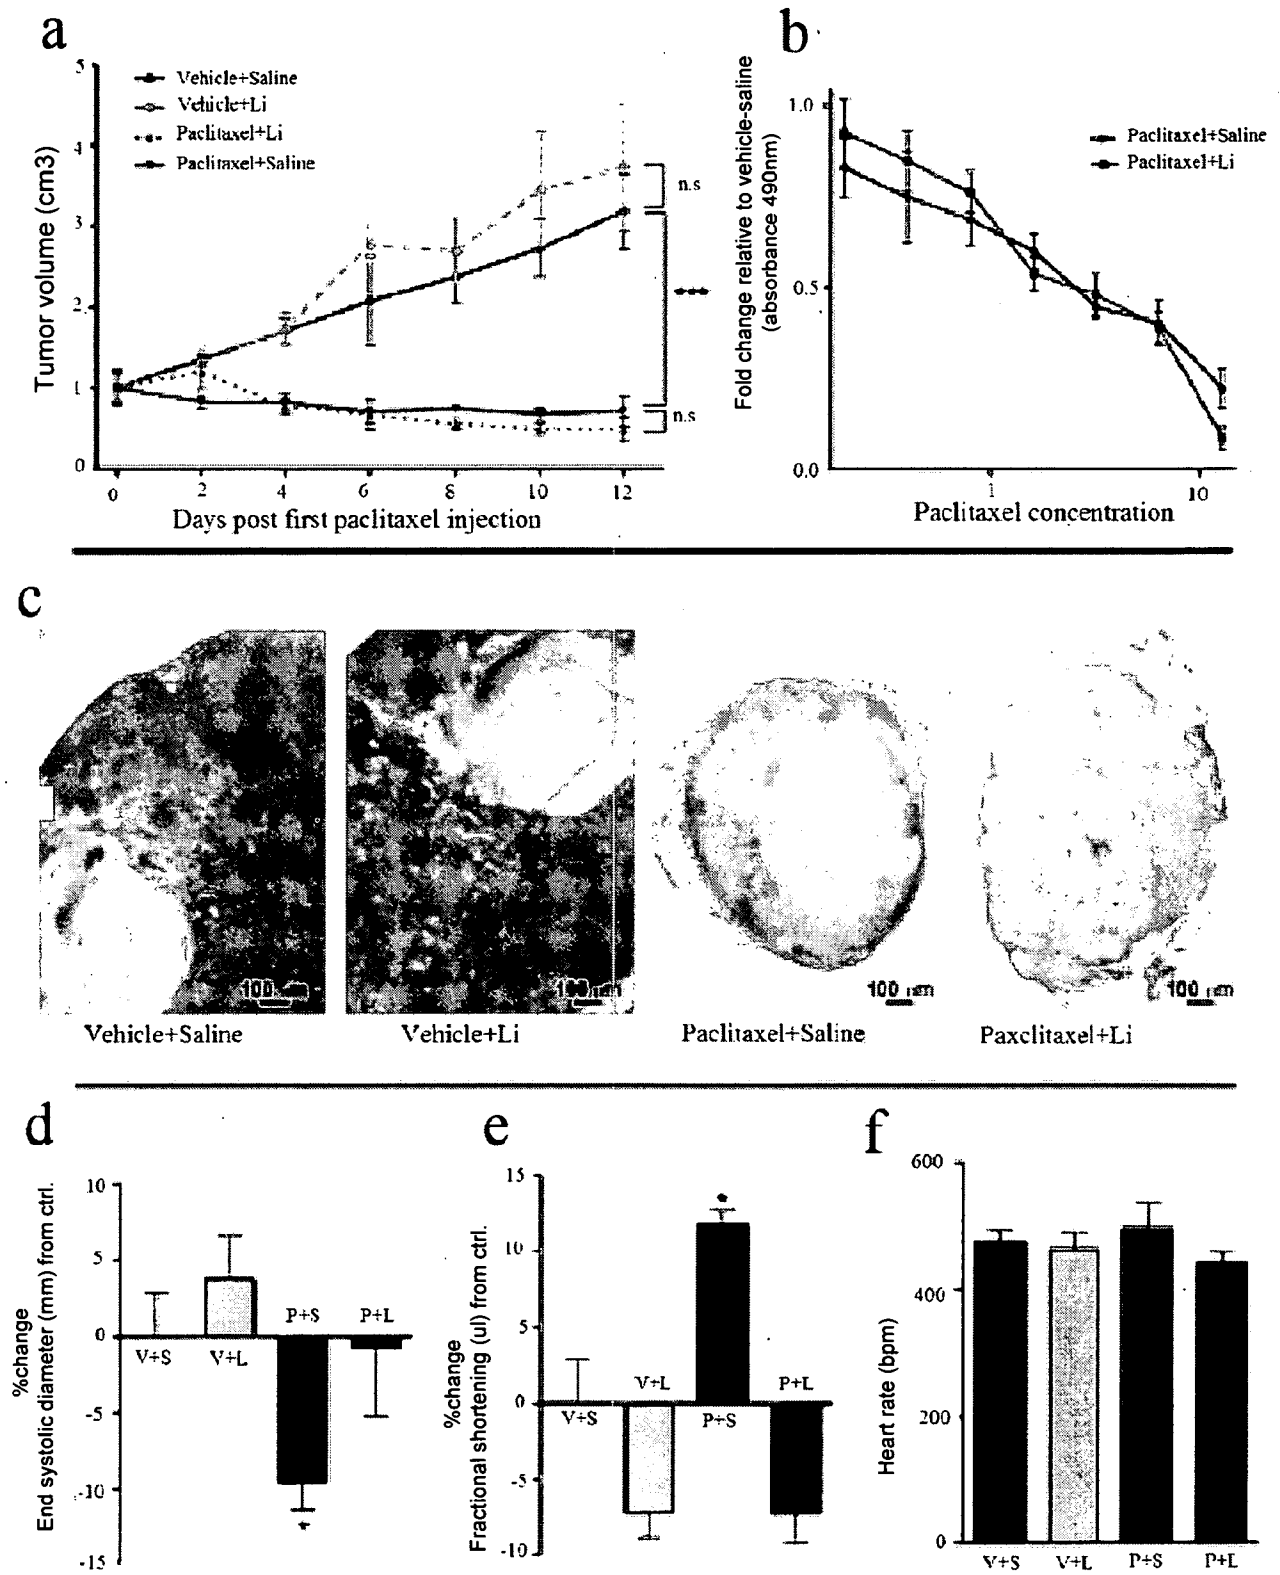 a
Tumor volume (cm3)
5
4
3
2
1
0
Vehicle+Saline
Vehicle+Li
Paclitaxel+Li
Paclitaxel+Saline
n.s
***
n.s
0 2 4 6 8 10 12
Days post first paclitaxel injection
b
Fold change relative to vehicle-saline
(absorbance 490nm)
1.0
0.5
0.0
Paclitaxel+Saline
Paclitaxel+Li
1 10
Paclitaxel concentration
c
100 µm
100 µm
100 µm
100 µm
Vehicle+Saline
Vehicle+Li
Paclitaxel+Saline
Paxclitaxel+Li
d
%change
End systolic diameter (mm) from ctrl.
10
5
0
-5
-10
-15
V+S
V+L
P+S
P+L
*
e
%change
Fractional shortening (ul) from ctrl.
15
10
5
0
-5
-10
V+S
V+L
P+S
P+L
*
f
Heart rate (bpm)
600
400
200
0
V+S
V+L
P+S
P+L